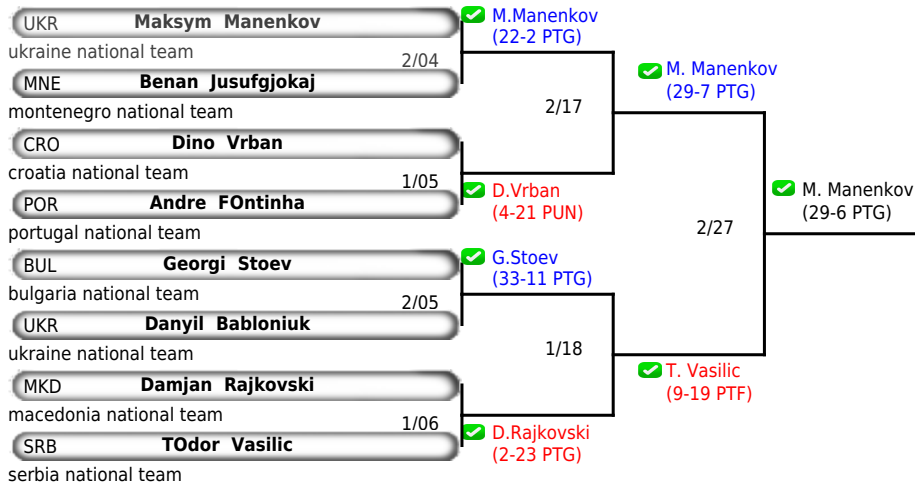 UKR Maksym Manenkov
ukraine national team
2/04
MNE Benan Jusufgjokaj
montenegro national team
CRO Dino Vrban
croatia national team
1/05
POR Andre FOntinha
portugal national team
BUL Georgi Stoev
bulgaria national team
2/05
UKR Danyil Babloniuk
ukraine national team
MKD Damjan Rajkovski
macedonia national team
1/06
SRB TOdor Vasilic
serbia national team
M.Manenkov
(22-2 PTG)
2/17
D.Vrban
(4-21 PUN)
G.Stoev
(33-11 PTG)
1/18
D.Rajkovski
(2-23 PTG)
M. Manenkov
(29-7 PTG)
2/27
T. Vasilic
(9-19 PTF)
M. Manenkov
(29-6 PTG)